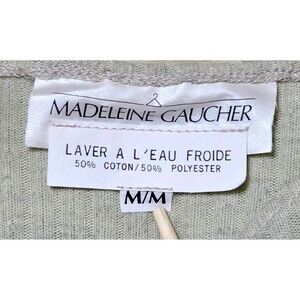 MADELEINE GAUCHER
LAVER A L'EAU FROIDE
50% COTON/50% POLYESTER
M/M